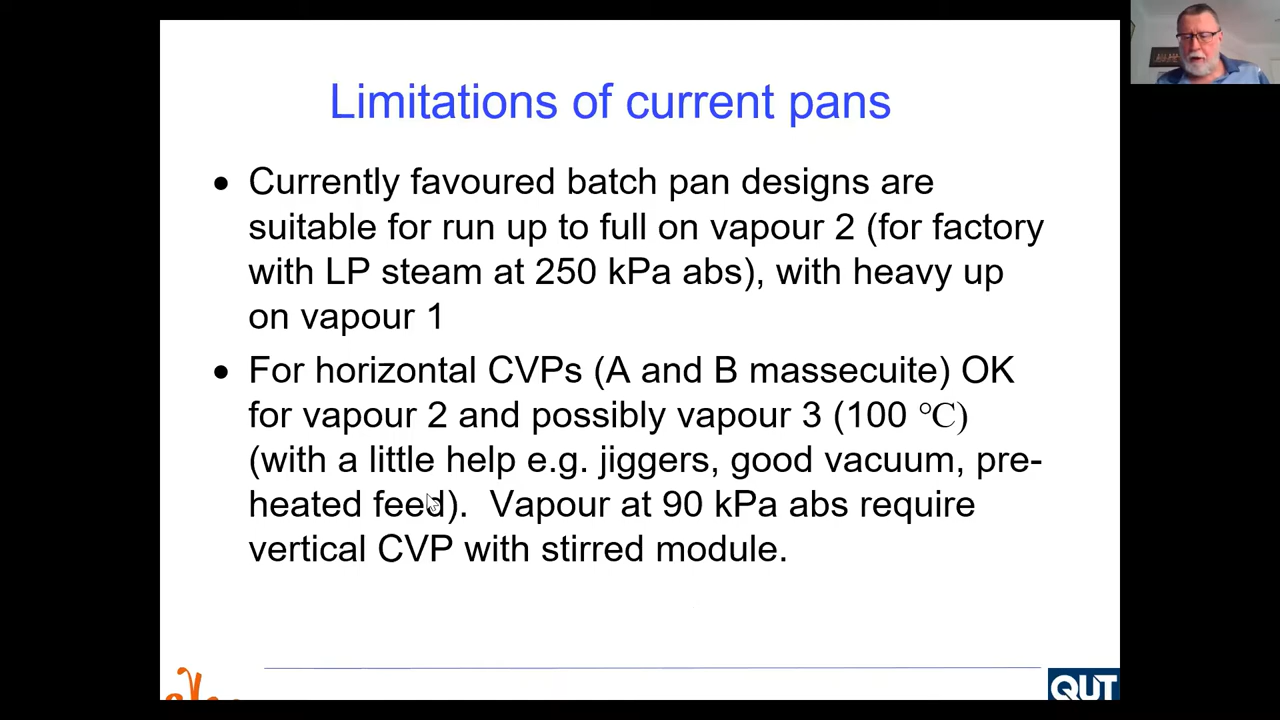 Limitations of current pans
• Currently favoured batch pan designs are
suitable for run up to full on vapour 2 (for factory
with LP steam at 250 kPa abs), with heavy up
on vapour 1
• For horizontal CVPs (A and B massecuite) OK
for vapour 2 and possibly vapour 3 (100 ℃)
(with a little help e.g. jiggers, good vacuum, pre-
heated feed).  Vapour at 90 kPa abs require
vertical CVP with stirred module.
QUT